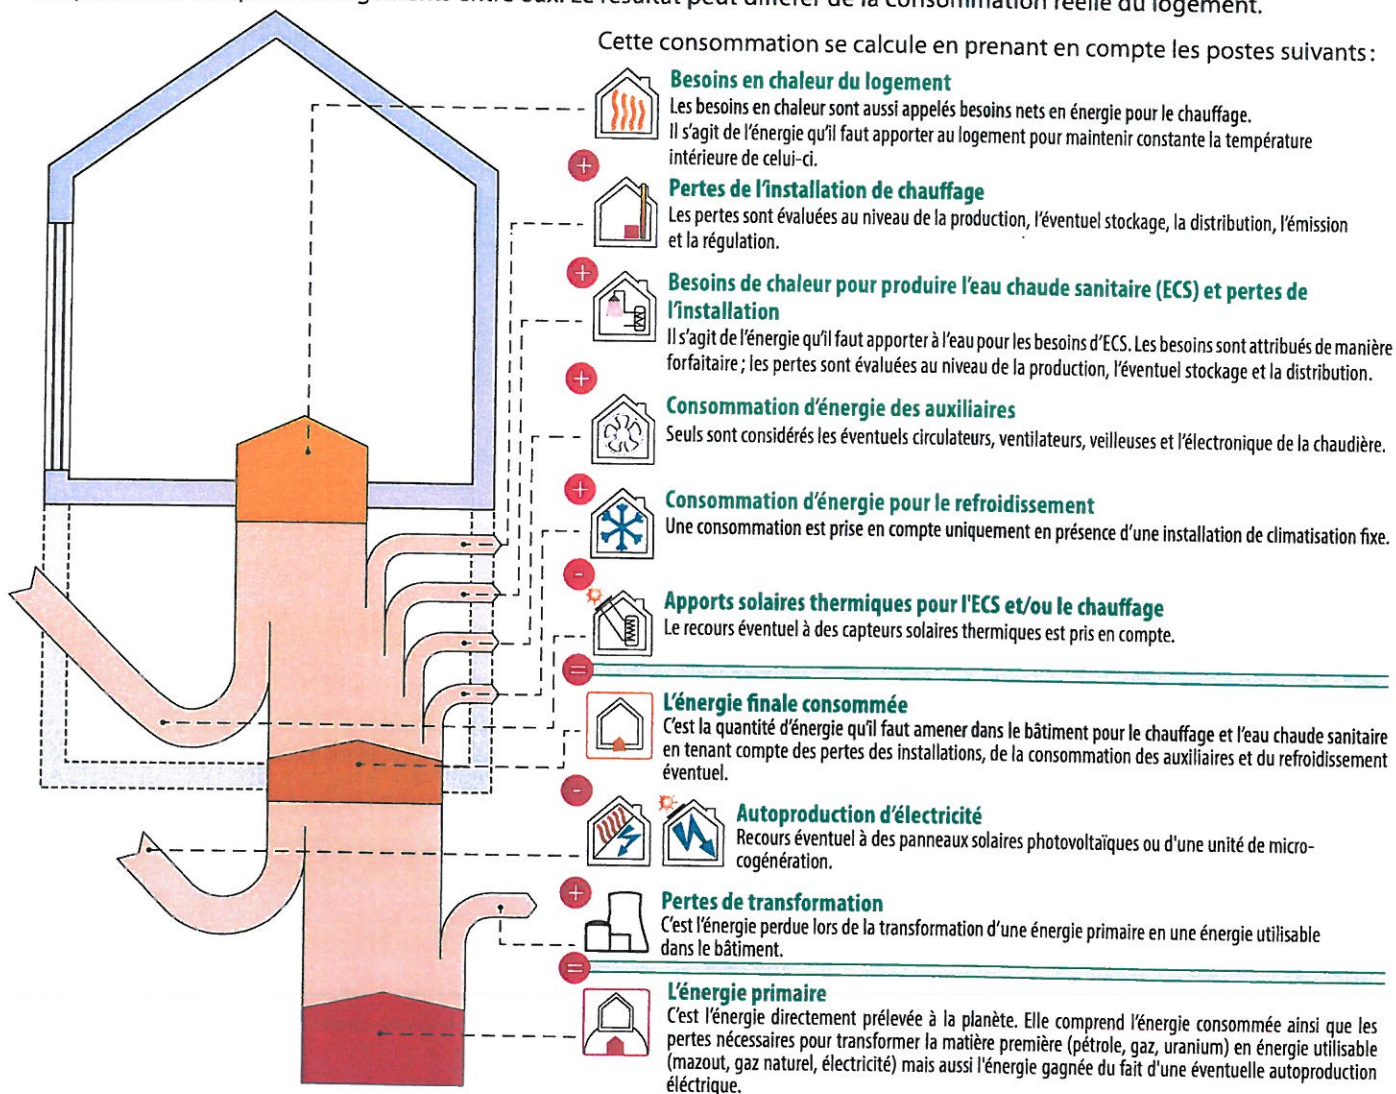 entre eux. Le résultat peut différer de la consommation réelle du logement.
Cette consommation se calcule en prenant en compte les postes suivants :
Besoins en chaleur du logement
Les besoins en chaleur sont aussi appelés besoins nets en énergie pour le chauffage.
Il s'agit de l'énergie qu'il faut apporter au logement pour maintenir constante la température
intérieure de celui-ci.
+
Pertes de l'installation de chauffage
Les pertes sont évaluées au niveau de la production, l'éventuel stockage, la distribution, l'émission
et la régulation.
+
Besoins de chaleur pour produire l'eau chaude sanitaire (ECS) et pertes de
l'installation
Il s'agit de l'énergie qu'il faut apporter à l'eau pour les besoins d'ECS. Les besoins sont attribués de manière
forfaitaire ; les pertes sont évaluées au niveau de la production, l'éventuel stockage et la distribution.
+
Consommation d'énergie des auxiliaires
Seuls sont considérés les éventuels circulateurs, ventilateurs, veilleuses et l'électronique de la chaudière.
+
Consommation d'énergie pour le refroidissement
Une consommation est prise en compte uniquement en présence d'une installation de climatisation fixe.
-
Apports solaires thermiques pour l'ECS et/ou le chauffage
Le recours éventuel à des capteurs solaires thermiques est pris en compte.
=
L'énergie finale consommée
C'est la quantité d'énergie qu'il faut amener dans le bâtiment pour le chauffage et l'eau chaude sanitaire
en tenant compte des pertes des installations, de la consommation des auxiliaires et du refroidissement
éventuel.
-
Autoproduction d'électricité
Recours éventuel à des panneaux solaires photovoltaïques ou d'une unité de micro-
cogénération.
+
Pertes de transformation
C'est l'énergie perdue lors de la transformation d'une énergie primaire en une énergie utilisable
dans le bâtiment.
=
L'énergie primaire
C'est l'énergie directement prélevée à la planète. Elle comprend l'énergie consommée ainsi que les
pertes nécessaires pour transformer la matière première (pétrole, gaz, uranium) en énergie utilisable
(mazout, gaz naturel, électricité) mais aussi l'énergie gagnée du fait d'une éventuelle autoproduction
éléctrique.